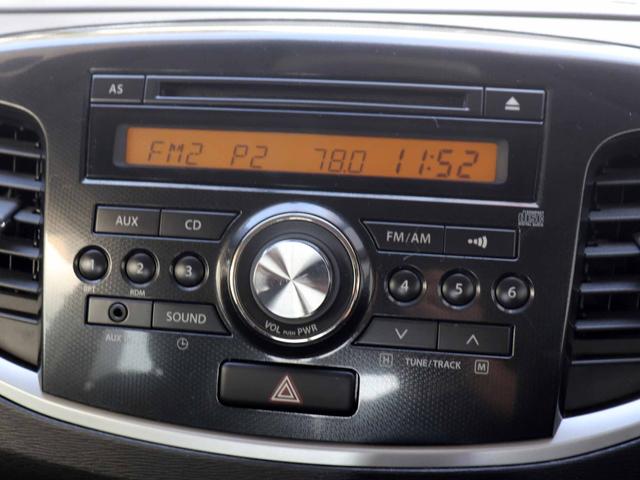 AS
FM2 P2 78.0 11:52
AUX CD
FM/AM
1 2 3
4 5 6
RPT RDM
AUX SOUND
VOL PUSH PWR
H TUNE/TRACK M